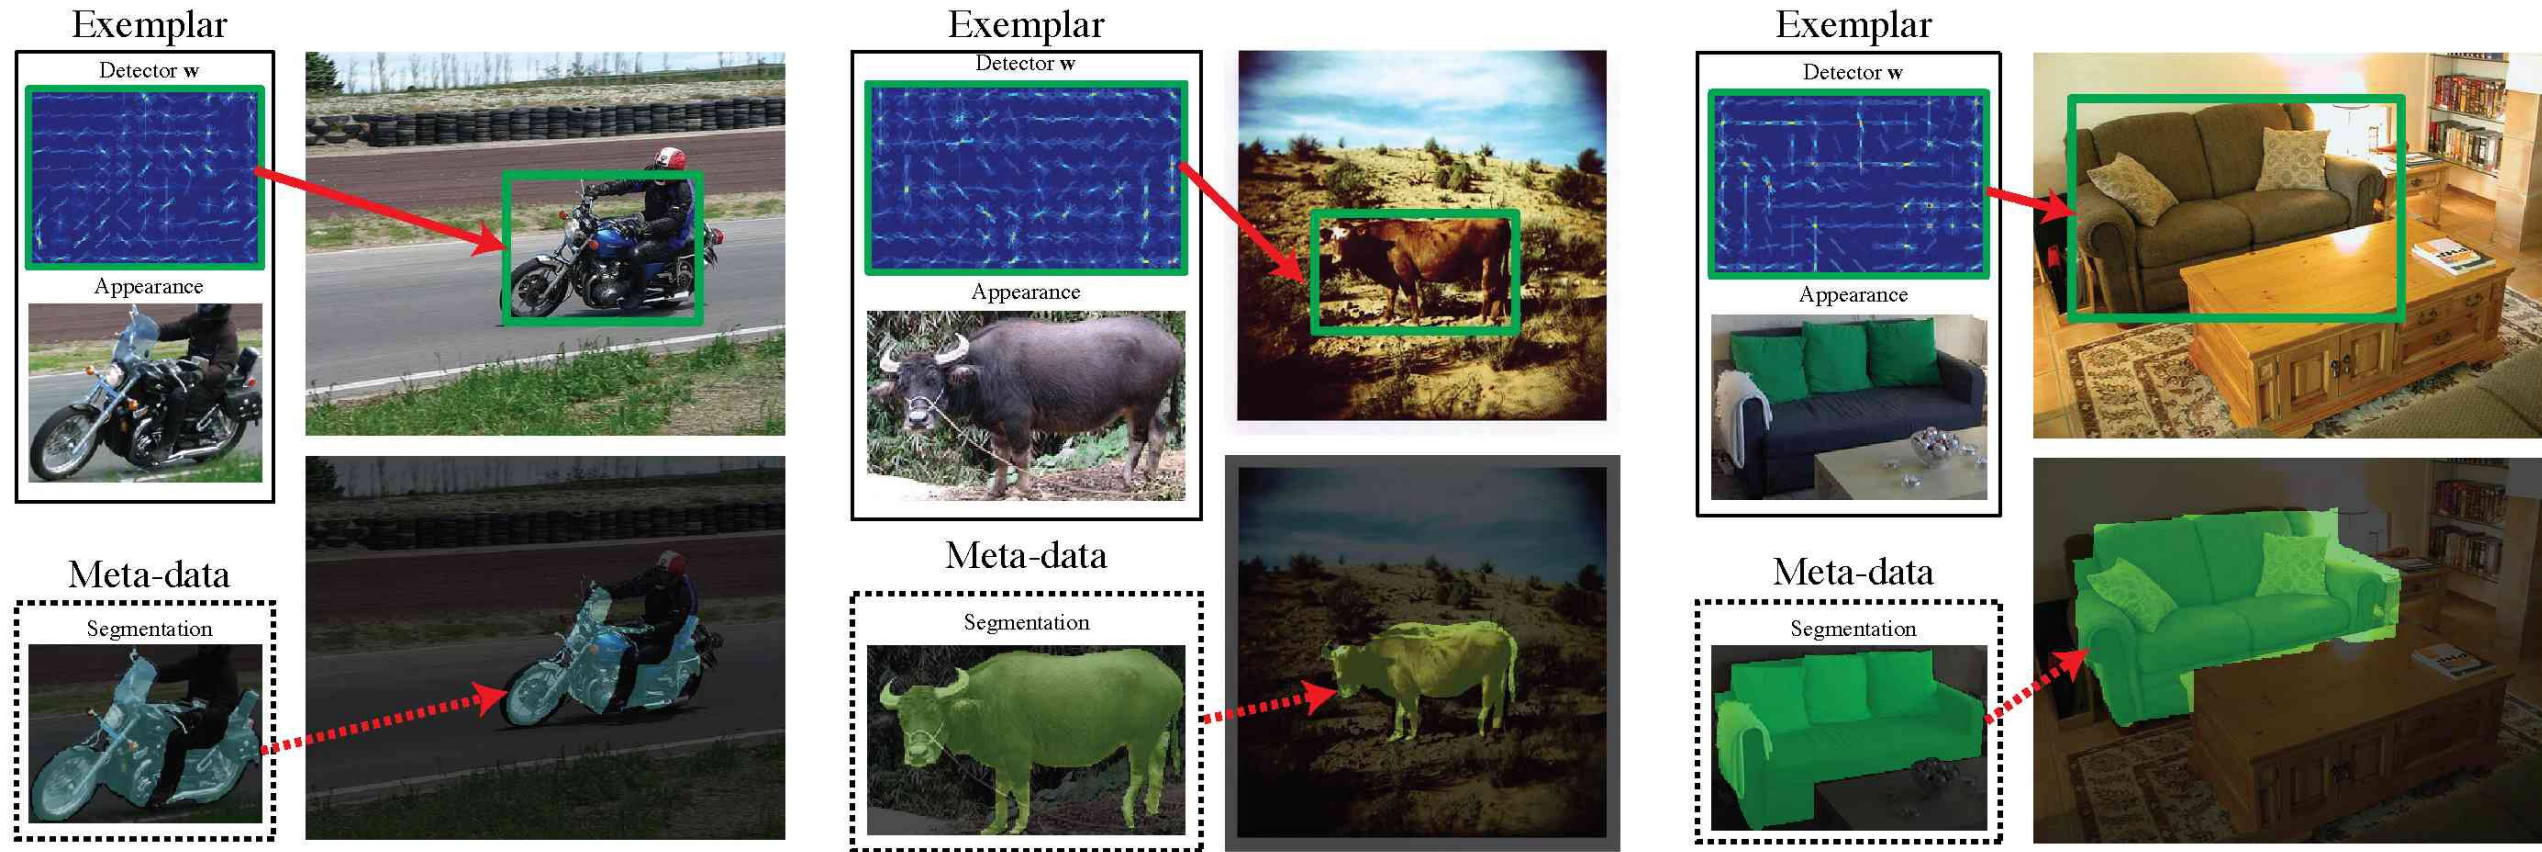 Exemplar
Detector w
Appearance
Meta-data
Segmentation
Exemplar
Detector w
Appearance
Meta-data
Segmentation
Exemplar
Detector w
Appearance
Meta-data
Segmentation